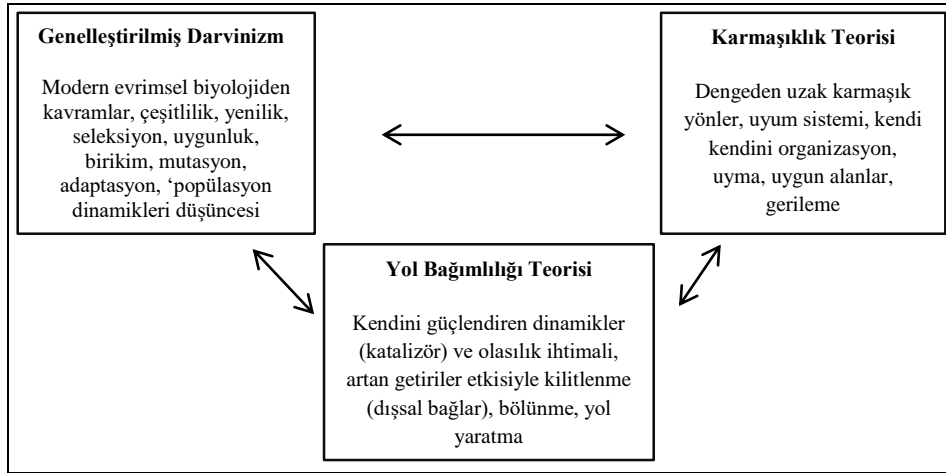 Genelleştirilmiş Darvinizm
Modern evrimsel biyolojiden
kavramlar, çeşitlilik, yenilik,
seleksiyon, uygunluk,
birikim, mutasyon,
adaptasyon, ‘popülasyon
dinamikleri düşüncesi
Karmaşıklık Teorisi
Dengeden uzak karmaşık
yönler, uyum sistemi, kendi
kendini organizasyon,
uyma, uygun alanlar,
gerileme
Yol Bağımlılığı Teorisi
Kendini güçlendiren dinamikler
(katalizör) ve olasılık ihtimali,
artan getiriler etkisiyle kilitlenme
(dışsal bağlar), bölünme, yol
yaratma